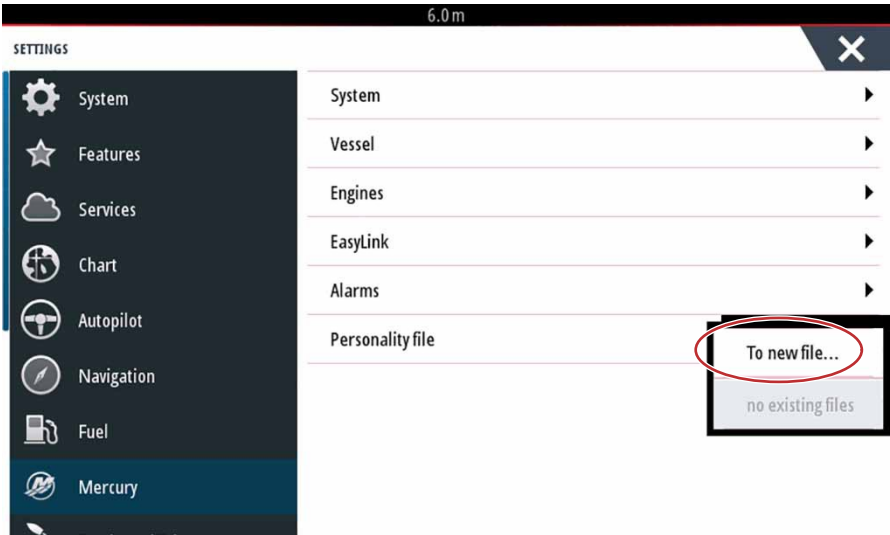 6.0 m
SETTINGS
System
Features
Services
Chart
Autopilot
Navigation
Fuel
Mercury
System
Vessel
Engines
EasyLink
Alarms
Personality file
To new file...
no existing files